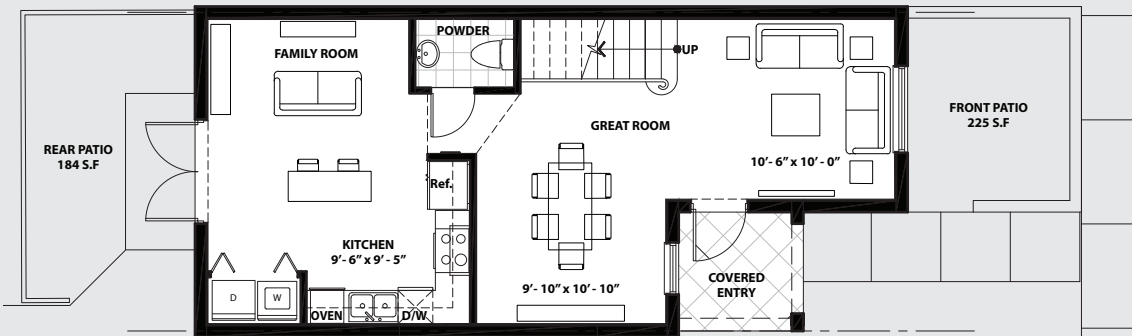 POWDER
FAMILY ROOM
UP
GREAT ROOM
FRONT PATIO
225 S.F
REAR PATIO
184 S.F
10'- 6" x 10' - 0"
Ref.
KITCHEN
9'- 6" x 9' - 5"
COVERED
ENTRY
9'- 10" x 10' - 10"
D
W
OVEN
D/W